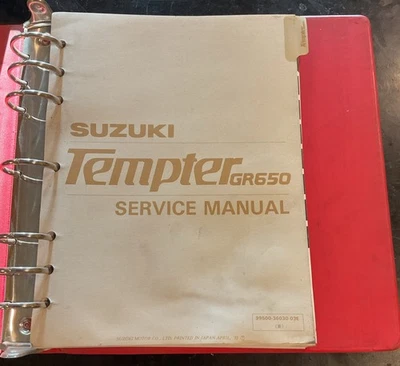 SUZUKI
Tempter GR650
SERVICE MANUAL